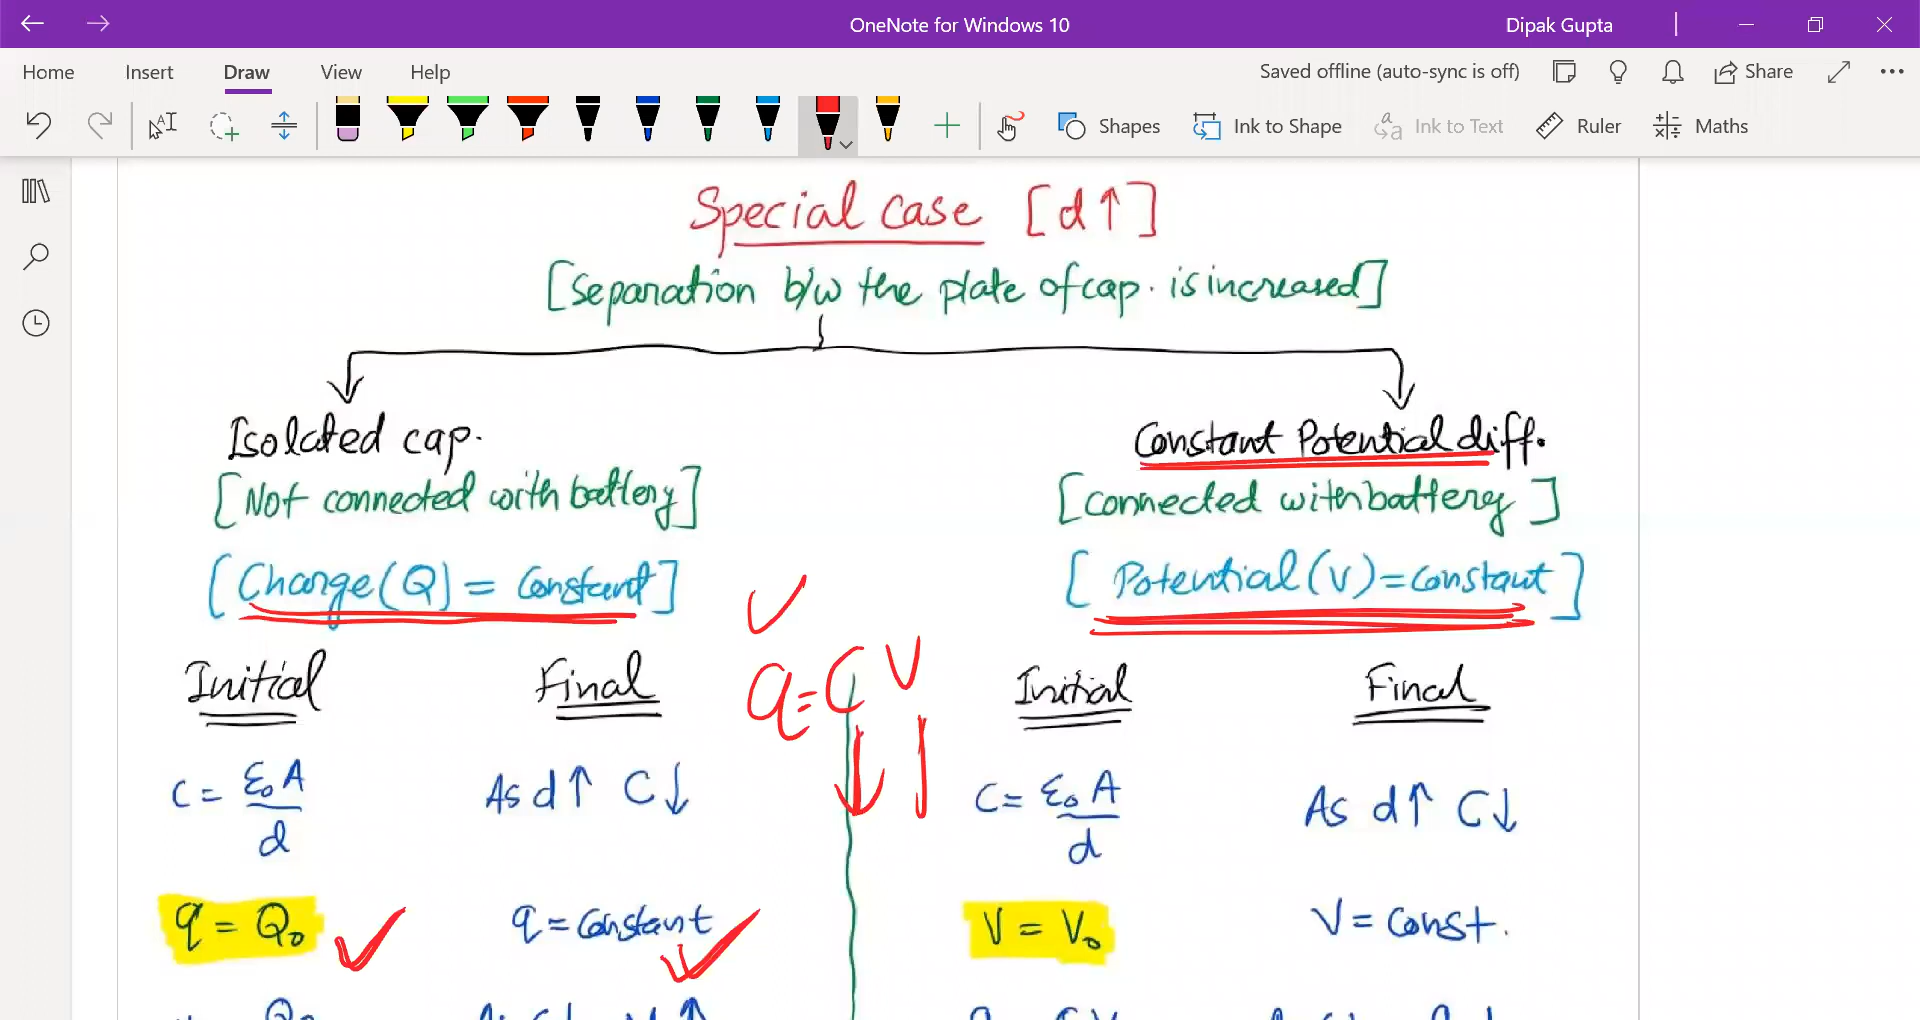 OneNote for Windows 10
Dipak Gupta
Home Insert Draw View Help
Saved offline (auto-sync is off) Share
Shapes Ink to Shape Ink to Text Ruler Maths
Special case [d↑]
[Separation b/w the plate of cap. is increased]
Isolated cap.
[Not connected with battery]
[Charge(Q) = Constant]
Constant Potential diff.
[connected with battery]
[Potential(V) = constant]
q = C V
Initial Final
C = ε₀A/d As d↑ C↓
q = Q₀ q = Constant
Initial Final
C = ε₀A/d As d↑ C↓
V = V₀ V = Const.